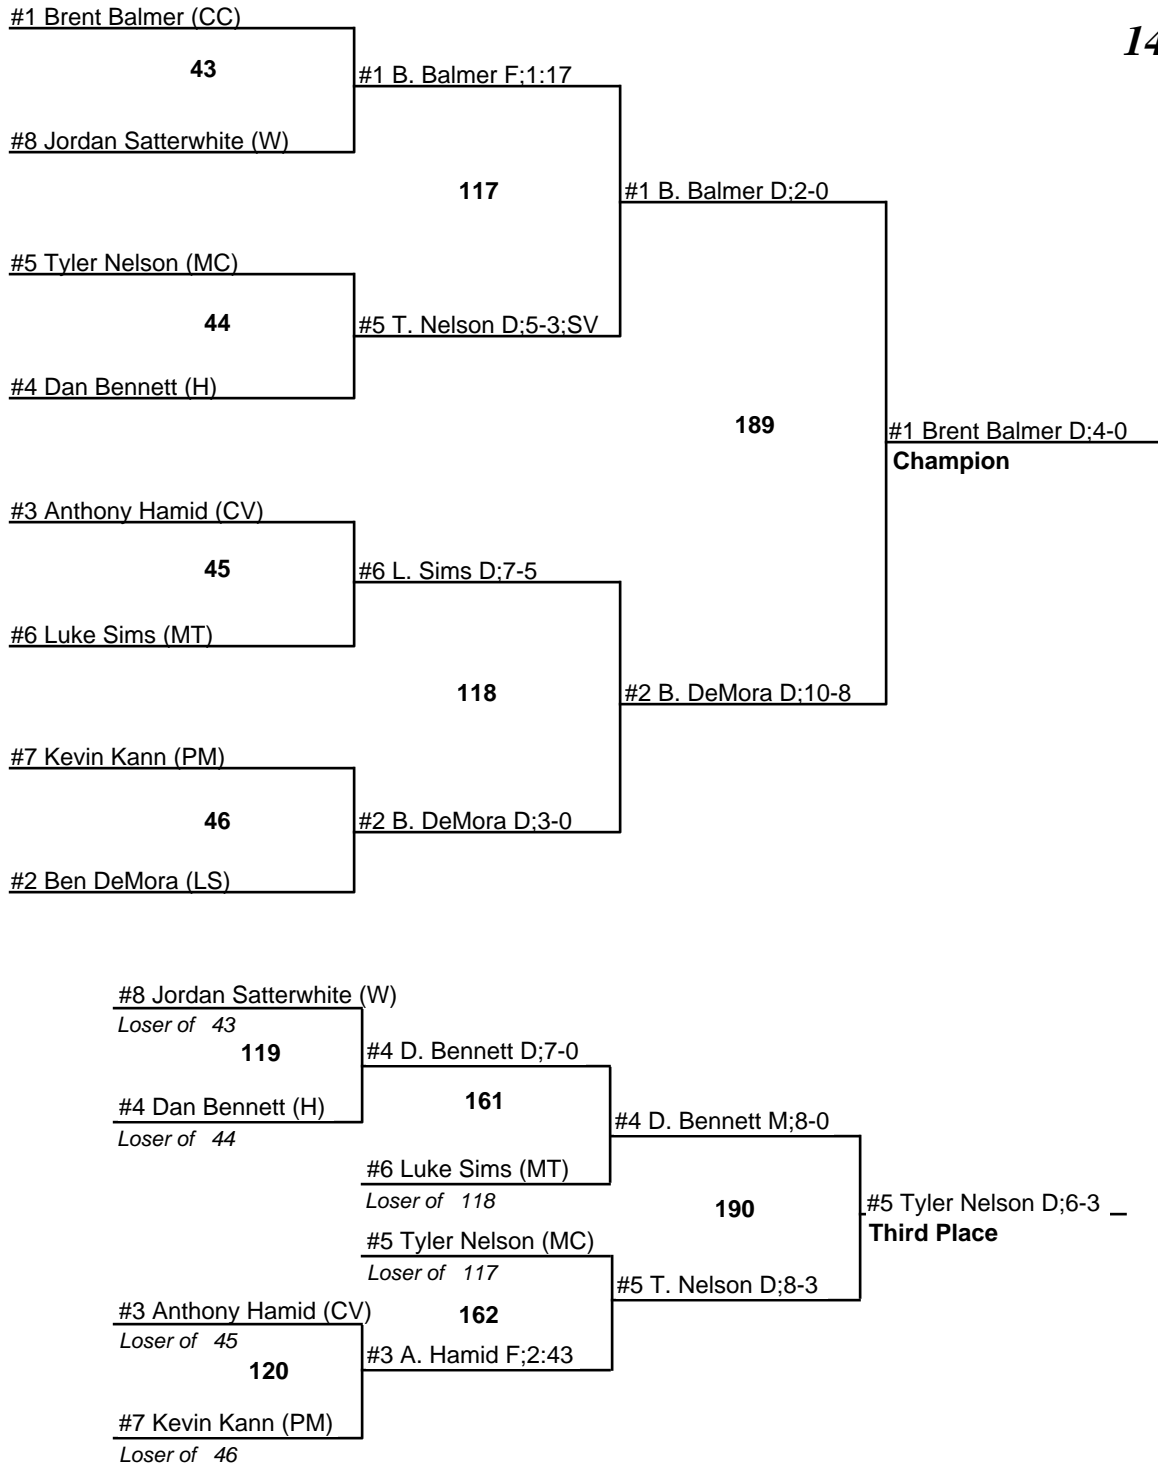 #1 Brent Balmer (CC)
14
43
#1 B. Balmer F;1:17
#8 Jordan Satterwhite (W)
117
#1 B. Balmer D;2-0
#5 Tyler Nelson (MC)
44
#5 T. Nelson D;5-3;SV
#4 Dan Bennett (H)
189
#1 Brent Balmer D;4-0
Champion
#3 Anthony Hamid (CV)
45
#6 L. Sims D;7-5
#6 Luke Sims (MT)
118
#2 B. DeMora D;10-8
#7 Kevin Kann (PM)
46
#2 B. DeMora D;3-0
#2 Ben DeMora (LS)
#8 Jordan Satterwhite (W)
Loser of 43
119
#4 D. Bennett D;7-0
#4 Dan Bennett (H)
Loser of 44
161
#4 D. Bennett M;8-0
#6 Luke Sims (MT)
Loser of 118
190
#5 Tyler Nelson D;6-3
Third Place
#5 Tyler Nelson (MC)
Loser of 117
#5 T. Nelson D;8-3
#3 Anthony Hamid (CV)
Loser of 45
162
#3 A. Hamid F;2:43
120
#7 Kevin Kann (PM)
Loser of 46